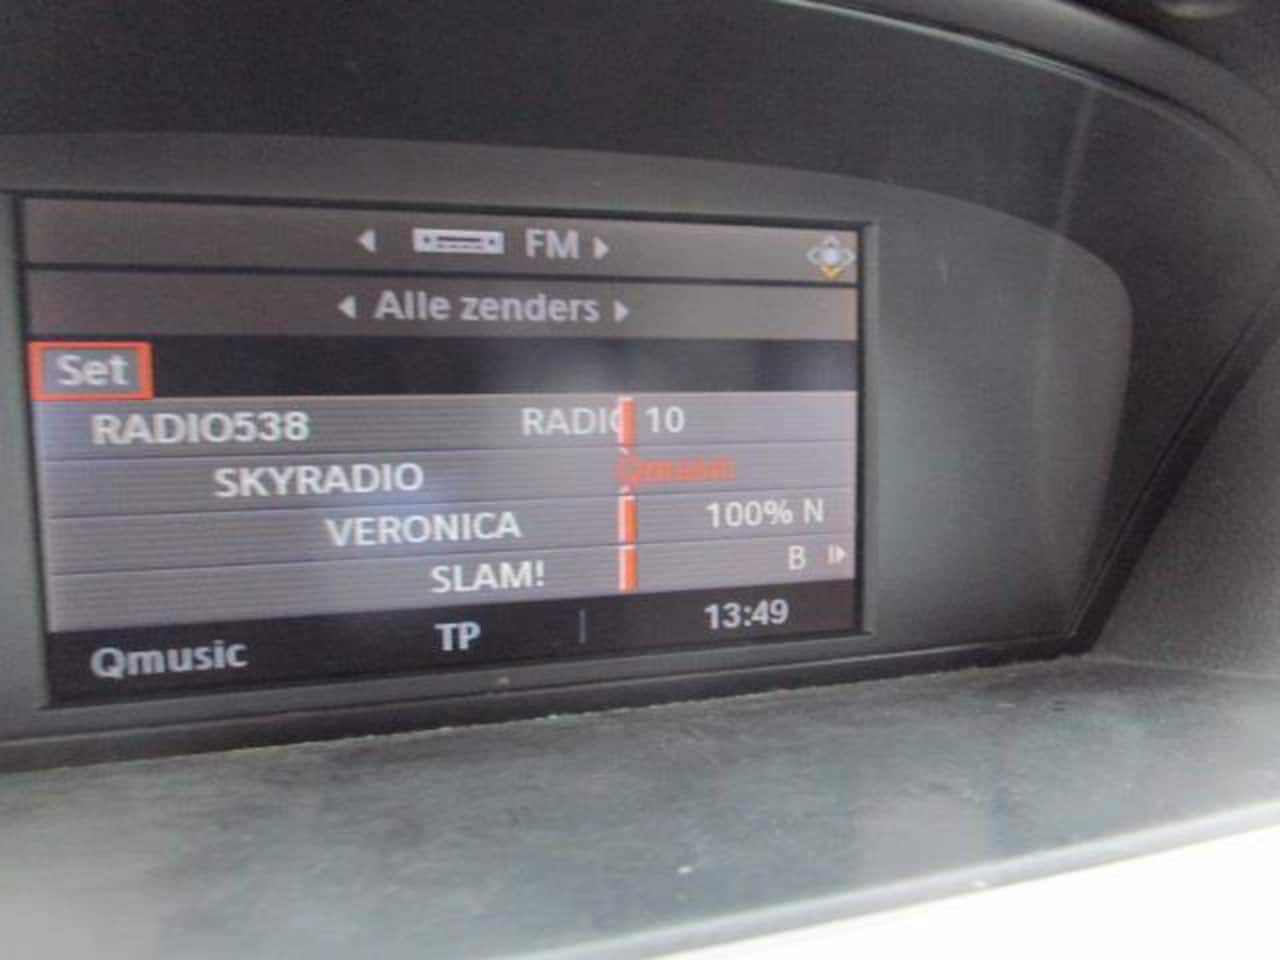 FM
Alle zenders
Set
RADIO538 RADIO 10
SKYRADIO Qmusic
VERONICA 100% N
SLAM! B
Qmusic TP 13:49